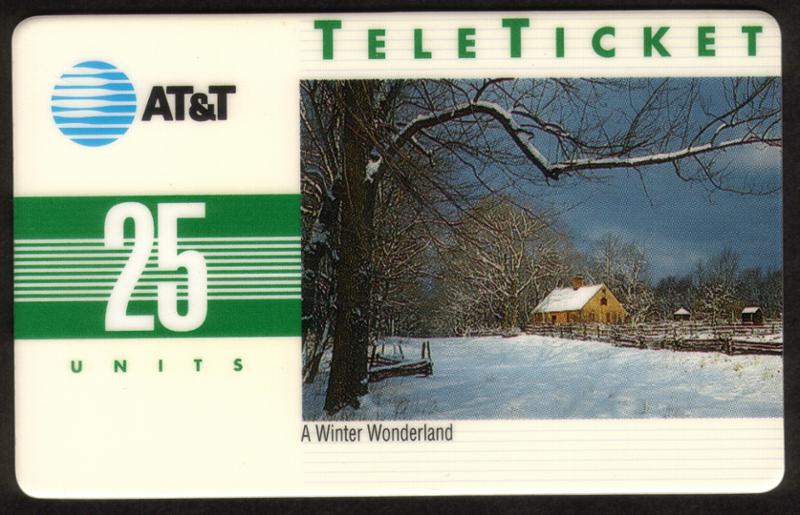 TELETICKET
AT&T
25
UNITS
A Winter Wonderland